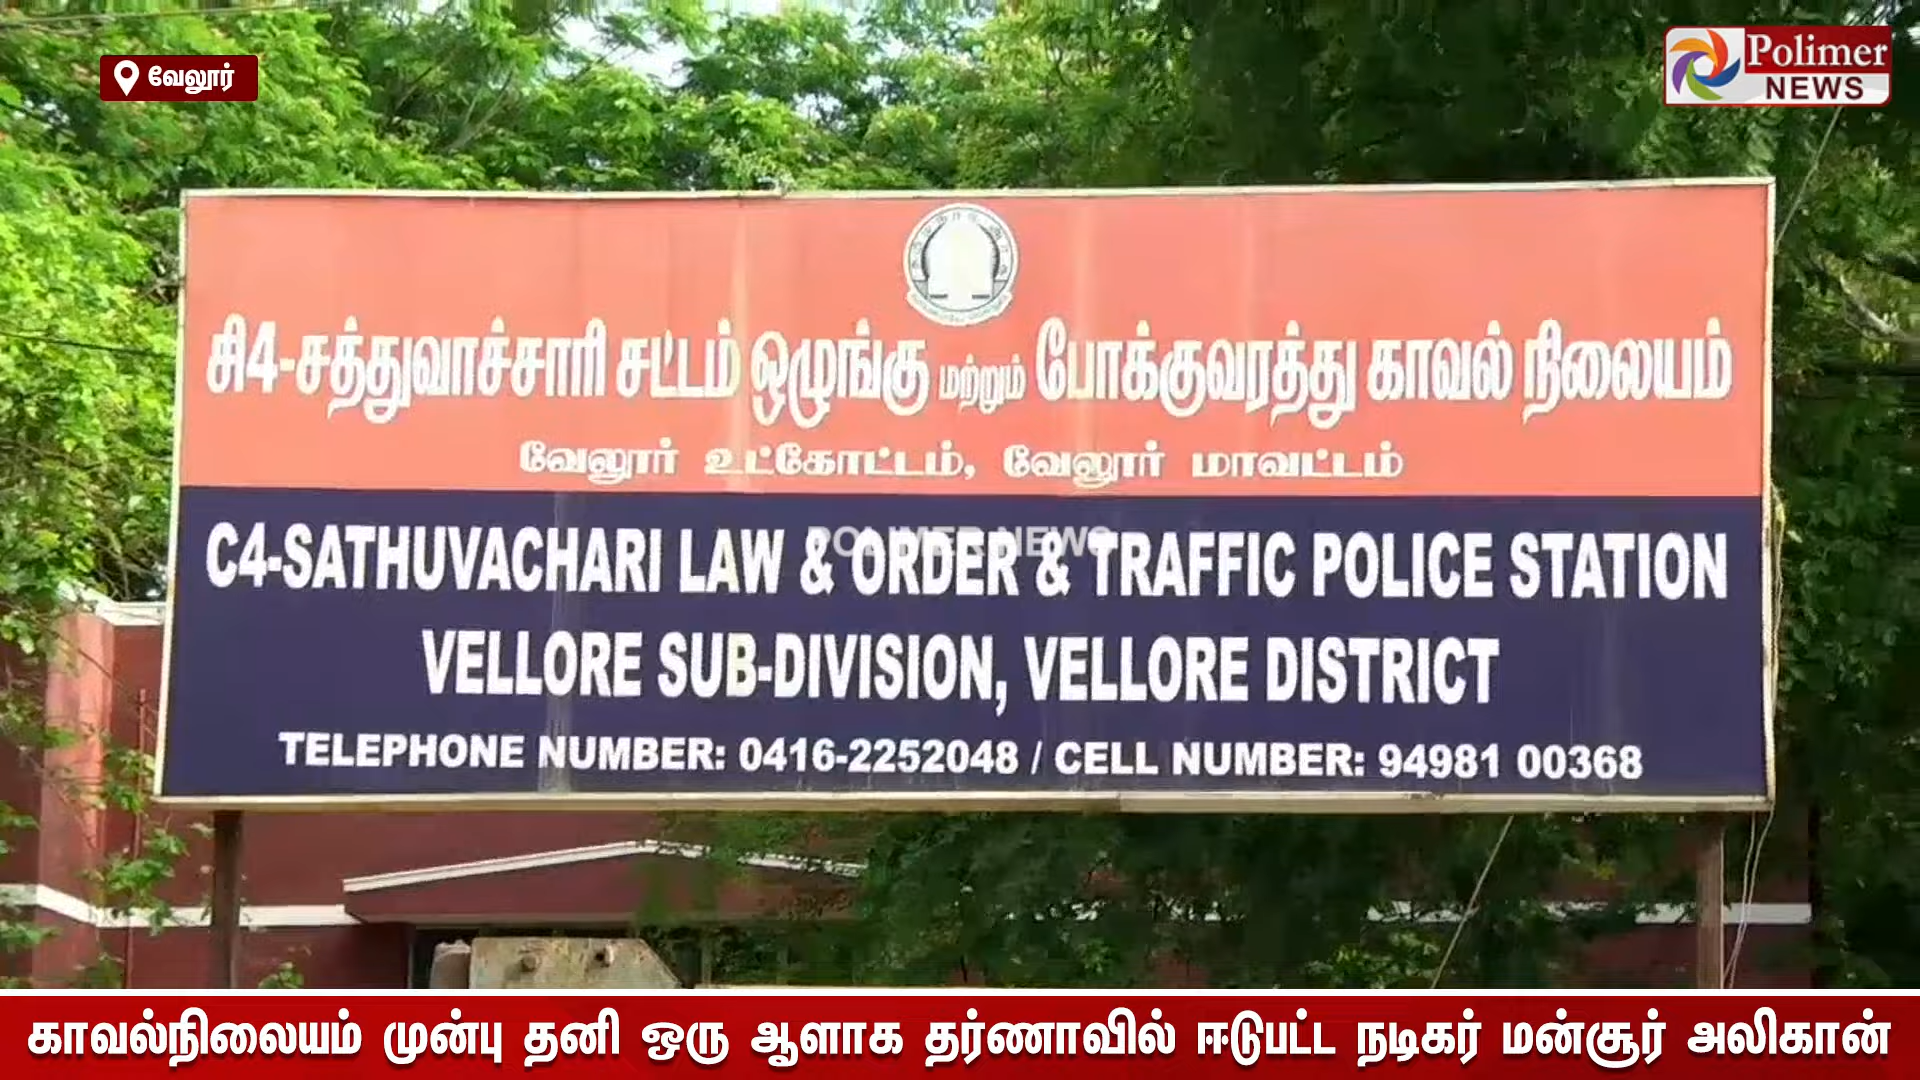 வேலூர்
Polimer
NEWS
சி4-சத்துவாச்சாரி சட்டம் ஒழுங்கு மற்றும் போக்குவரத்து காவல் நிலையம்
வேலூர் உட்கோட்டம், வேலூர் மாவட்டம்
POLIMER NEWS
C4-SATHUVACHARI LAW & ORDER & TRAFFIC POLICE STATION
VELLORE SUB-DIVISION, VELLORE DISTRICT
TELEPHONE NUMBER: 0416-2252048 / CELL NUMBER: 94981 00368
காவல்நிலையம் முன்பு தனி ஒரு ஆளாக தர்ணாவில் ஈடுபட்ட நடிகர் மன்சூர் அலிகான்